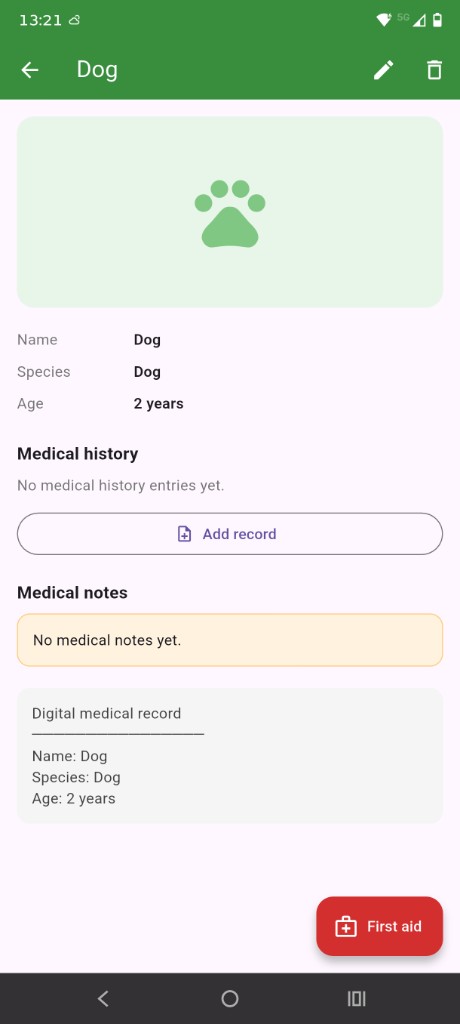 13:21
5G
Dog
Name Dog
Species Dog
Age 2 years
Medical history
No medical history entries yet.
Add record
Medical notes
No medical notes yet.
Digital medical record
Name: Dog
Species: Dog
Age: 2 years
First aid